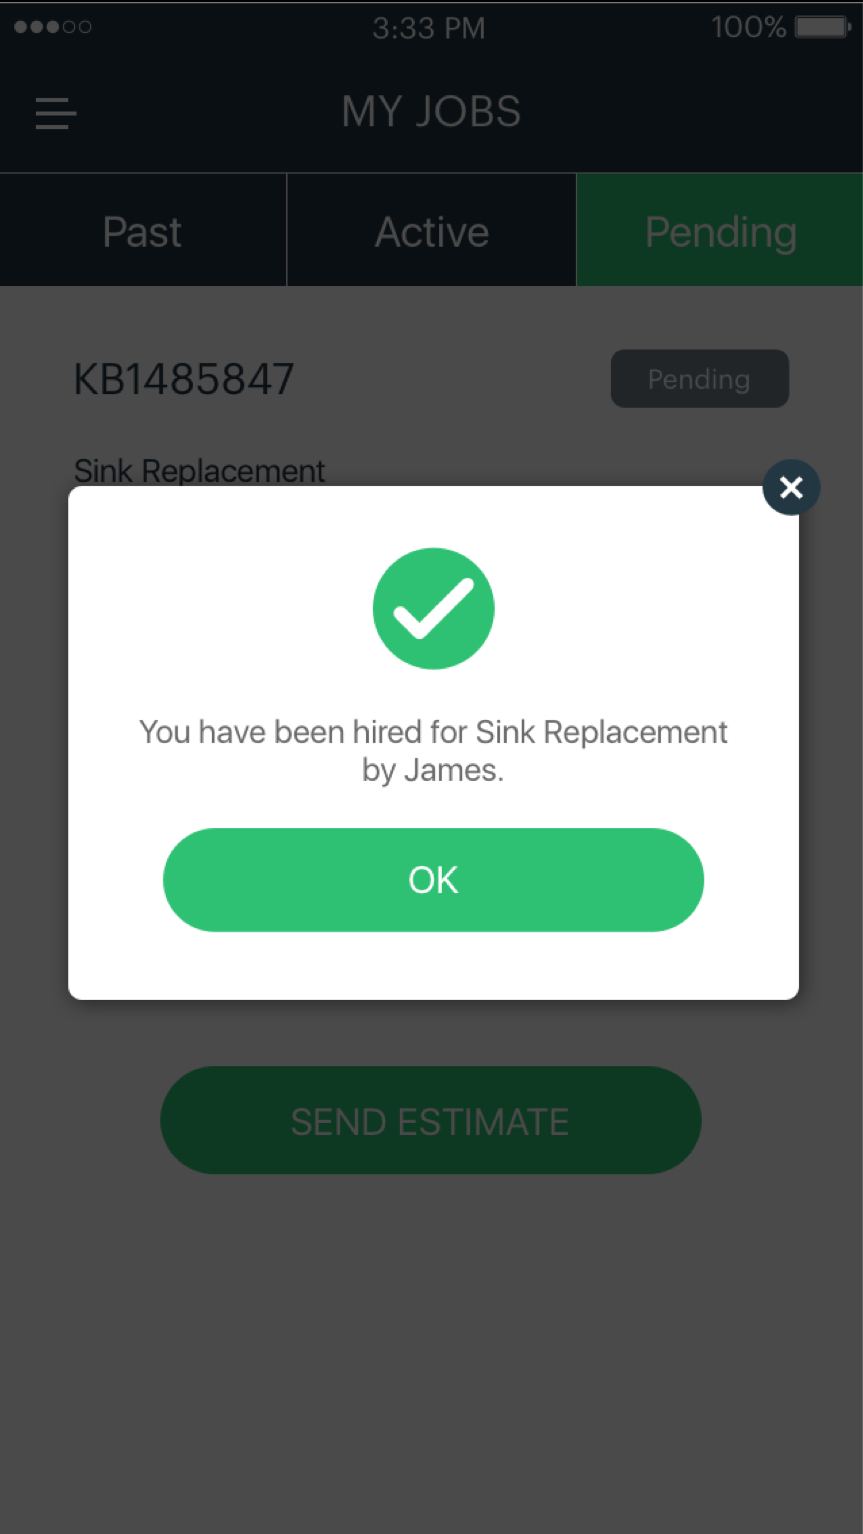 3:33 PM
100%
MY JOBS
Past
Active
Pending
KB1485847
Pending
Sink Replacement
You have been hired for Sink Replacement
by James.
OK
SEND ESTIMATE